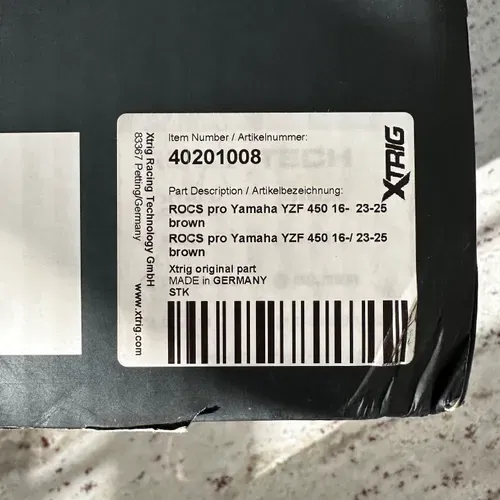 Item Number / Artikelnummer:
40201008
Part Description / Artikelbezeichnung:
ROCS pro Yamaha YZF 450 16- 23-25
brown
ROCS pro Yamaha YZF 450 16-/ 23-25
brown
Xtrig original part
MADE in GERMANY
STK
XTRIG
Xtrig Racing Technology GmbH
83367 Petting/Germany
www.xtrig.com